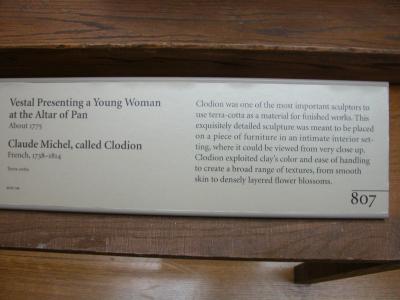 Vestal Presenting a Young Woman
at the Altar of Pan
About 1775
Claude Michel, called Clodion
French, 1738–1814
Terra-cotta
Clodion was one of the most important sculptors to
use terra-cotta as a material for finished works. This
exquisitely detailed sculpture was meant to be placed
on a piece of furniture in an intimate interior set-
ting, where it could be viewed from very close up.
Clodion exploited clay's color and ease of handling
to create a broad range of textures, from smooth
skin to densely layered flower blossoms.
807